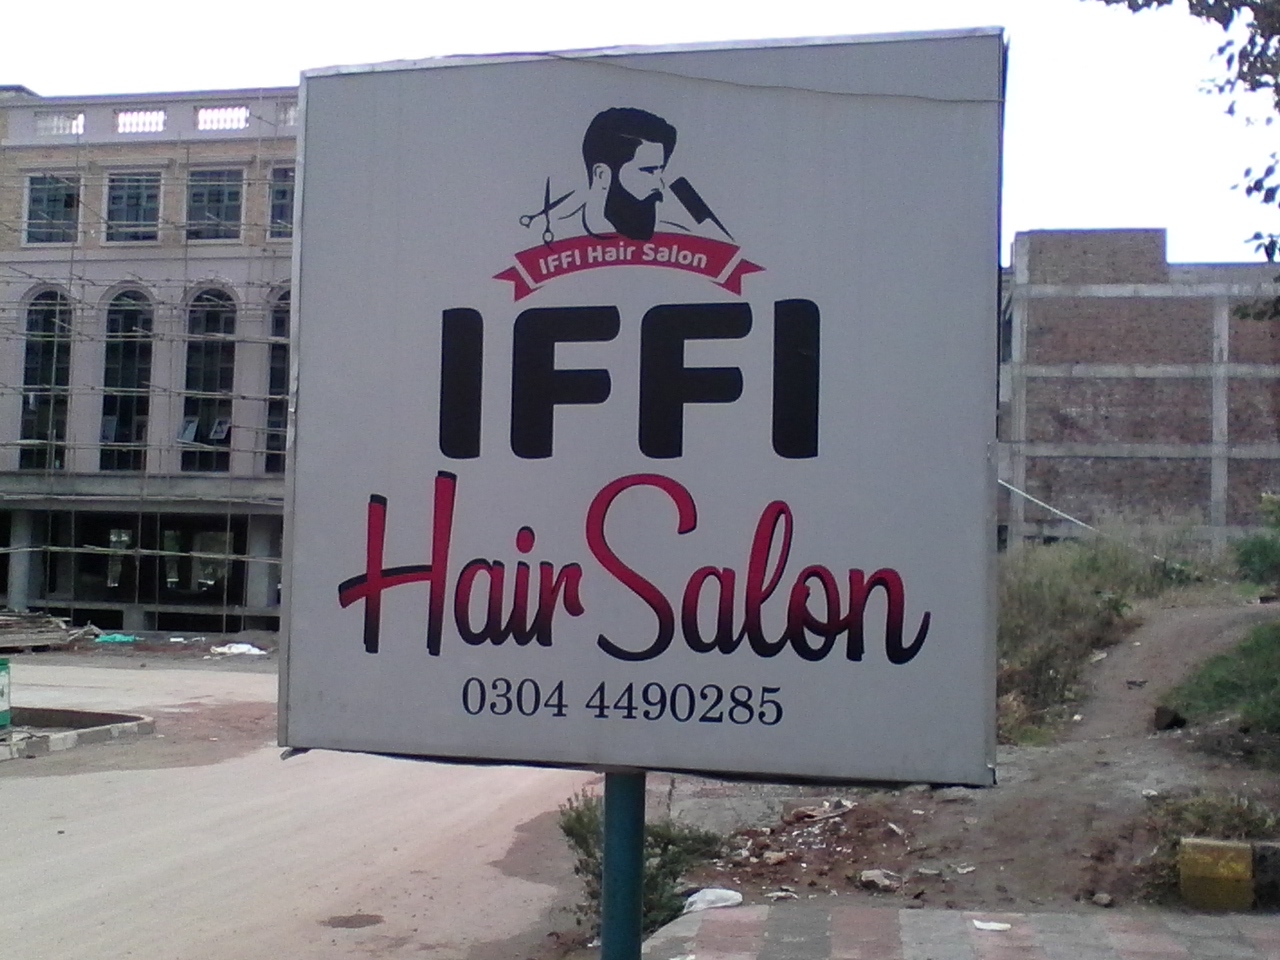 IFFI Hair Salon
IFFI
Hair Salon
0304 4490285